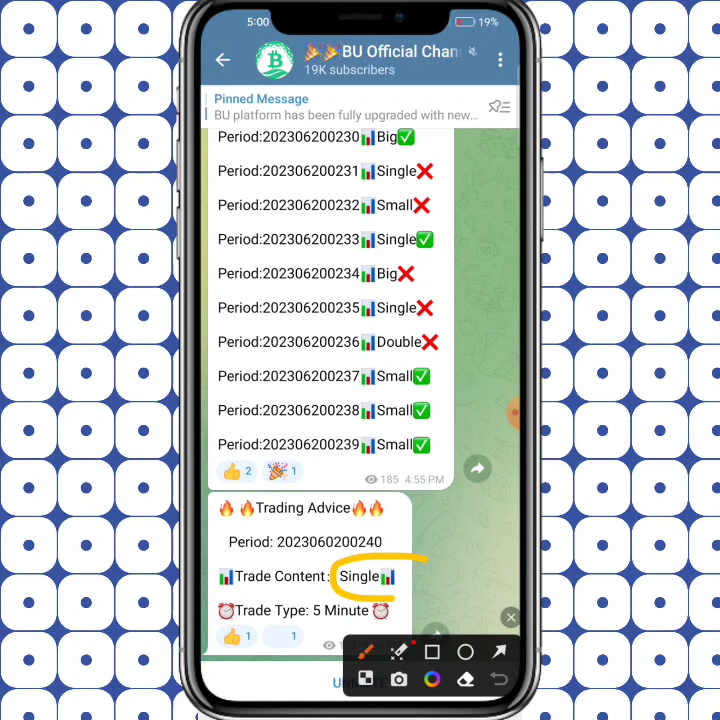 5:00
19%
🎉🎉BU Official Chan
19K subscribers
Pinned Message
BU platform has been fully upgraded with new...
Period:202306200230📊Big✅
Period:202306200231📊Single❌
Period:202306200232📊Small❌
Period:202306200233📊Single✅
Period:202306200234📊Big❌
Period:202306200235📊Single❌
Period:202306200236📊Double❌
Period:202306200237📊Small✅
Period:202306200238📊Small✅
Period:202306200239📊Small✅
👍 2 🎉 1
185 4:55 PM
🔥 🔥Trading Advice🔥🔥
Period: 2023060200240
📊Trade Content: Single📊
⏰Trade Type: 5 Minute ⏰
👍 1 1